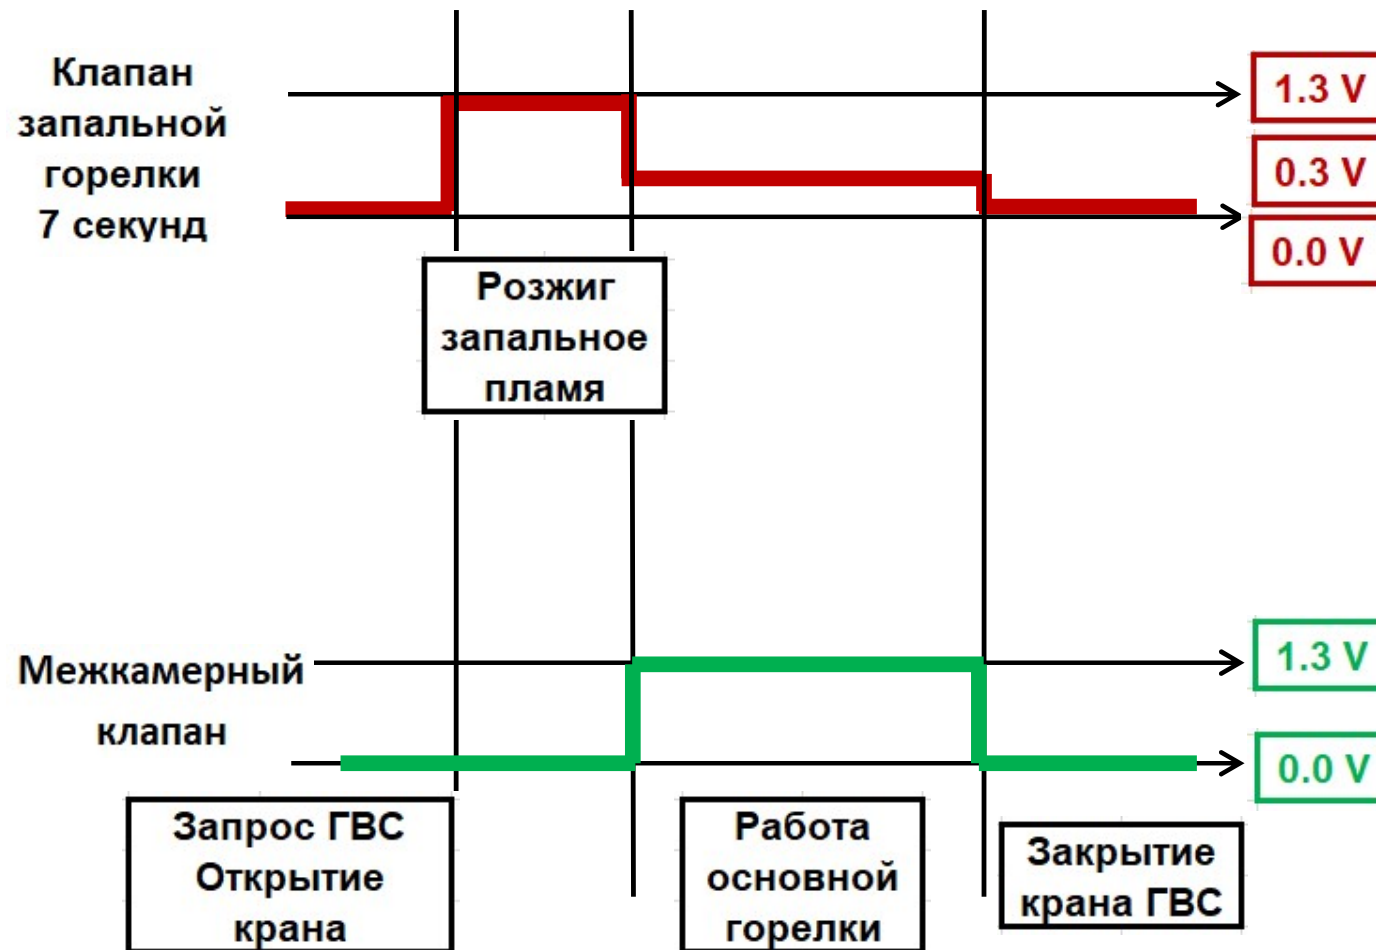 Клапан
запальной
горелки
7 секунд
1.3 V
0.3 V
0.0 V
Розжиг
запальное
пламя
Межкамерный
клапан
1.3 V
0.0 V
Запрос ГВС
Открытие
крана
Работа
основной
горелки
Закрытие
крана ГВС